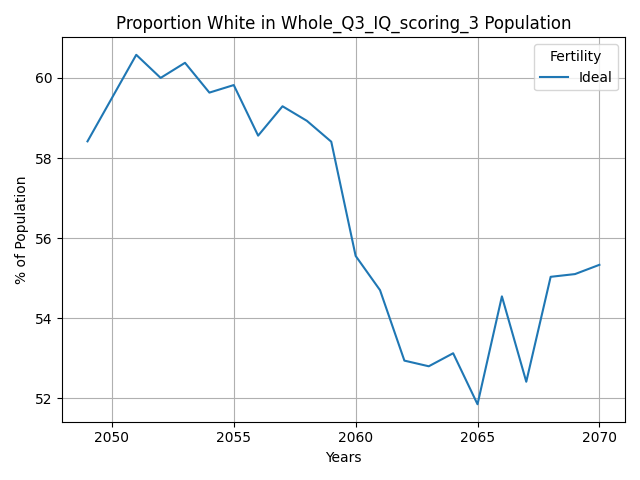 Proportion White in Whole_Q3_IQ_scoring_3 Population
Fertility
Ideal
% of Population
60
58
56
54
52
2050 2055 2060 2065 2070
Years